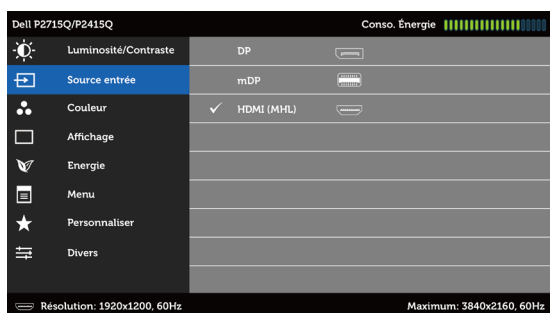 Dell P2715Q/P2415Q Conso. Énergie
Luminosité/Contraste DP
Source entrée mDP
Couleur ✓ HDMI (MHL)
Affichage
Energie
Menu
Personnaliser
Divers
Résolution: 1920x1200, 60Hz Maximum: 3840x2160, 60Hz